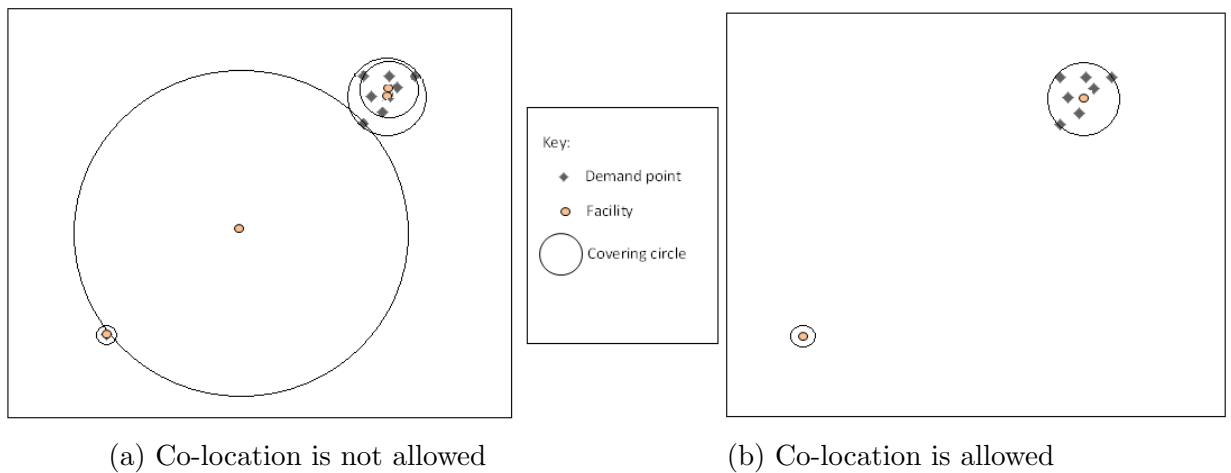 Key:
Demand point
Facility
Covering circle
(a) Co-location is not allowed
(b) Co-location is allowed